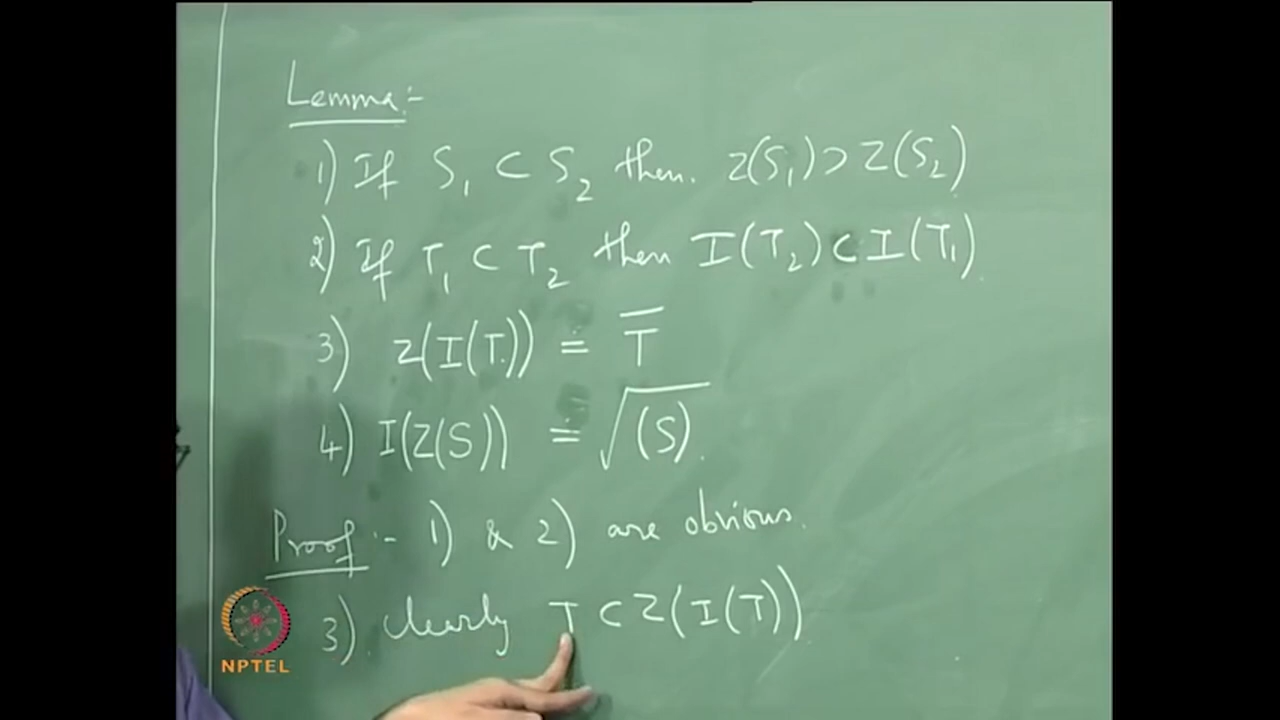 Lemma:-
1) If S₁ ⊂ S₂ then. Z(S₁) ⊃ Z(S₂)
2) If T₁ ⊂ T₂ then I(T₂) ⊂ I(T₁).
3) Z(I(T)) = T̅
4) I(Z(S)) = √(S).
Proof :- 1) & 2) are obvious.
3). Clearly T ⊂ Z(I(T))
NPTEL